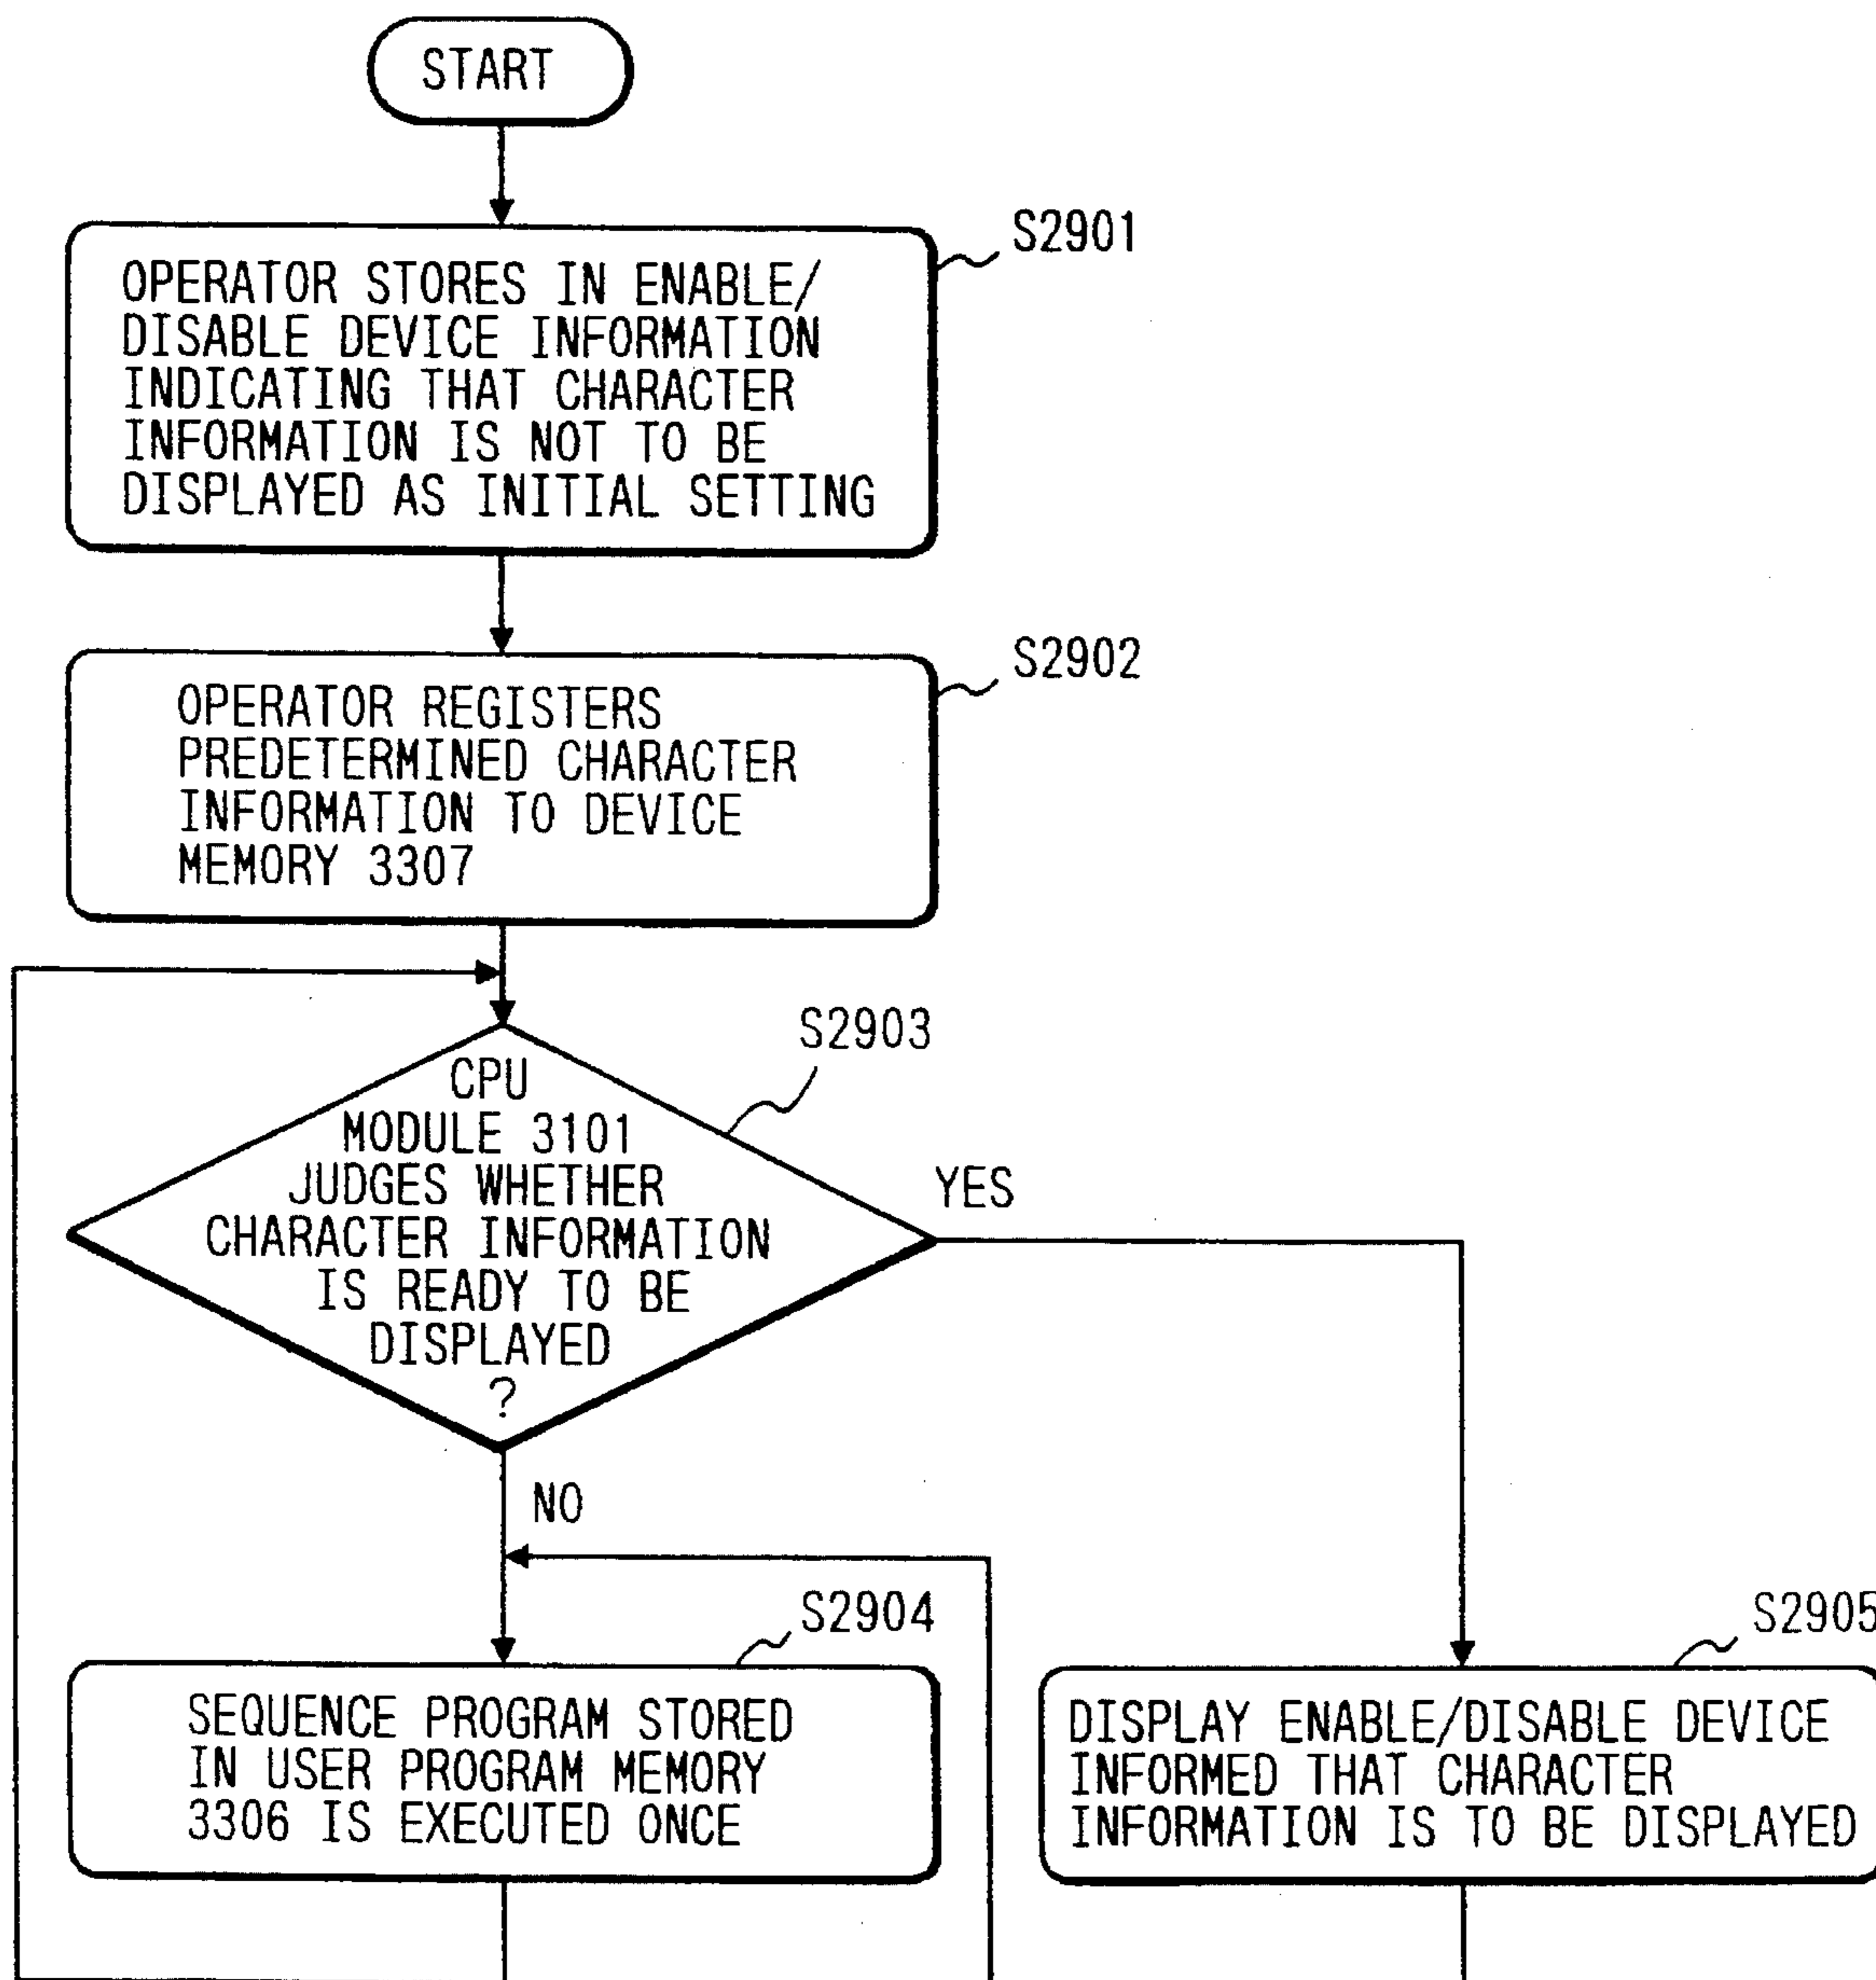 START
S2901
OPERATOR STORES IN ENABLE/
DISABLE DEVICE INFORMATION
INDICATING THAT CHARACTER
INFORMATION IS NOT TO BE
DISPLAYED AS INITIAL SETTING
S2902
OPERATOR REGISTERS
PREDETERMINED CHARACTER
INFORMATION TO DEVICE
MEMORY 3307
S2903
CPU
MODULE 3101
JUDGES WHETHER
CHARACTER INFORMATION
IS READY TO BE
DISPLAYED
?
YES
NO
S2904
SEQUENCE PROGRAM STORED
IN USER PROGRAM MEMORY
3306 IS EXECUTED ONCE
S2905
DISPLAY ENABLE/DISABLE DEVICE
INFORMED THAT CHARACTER
INFORMATION IS TO BE DISPLAYED